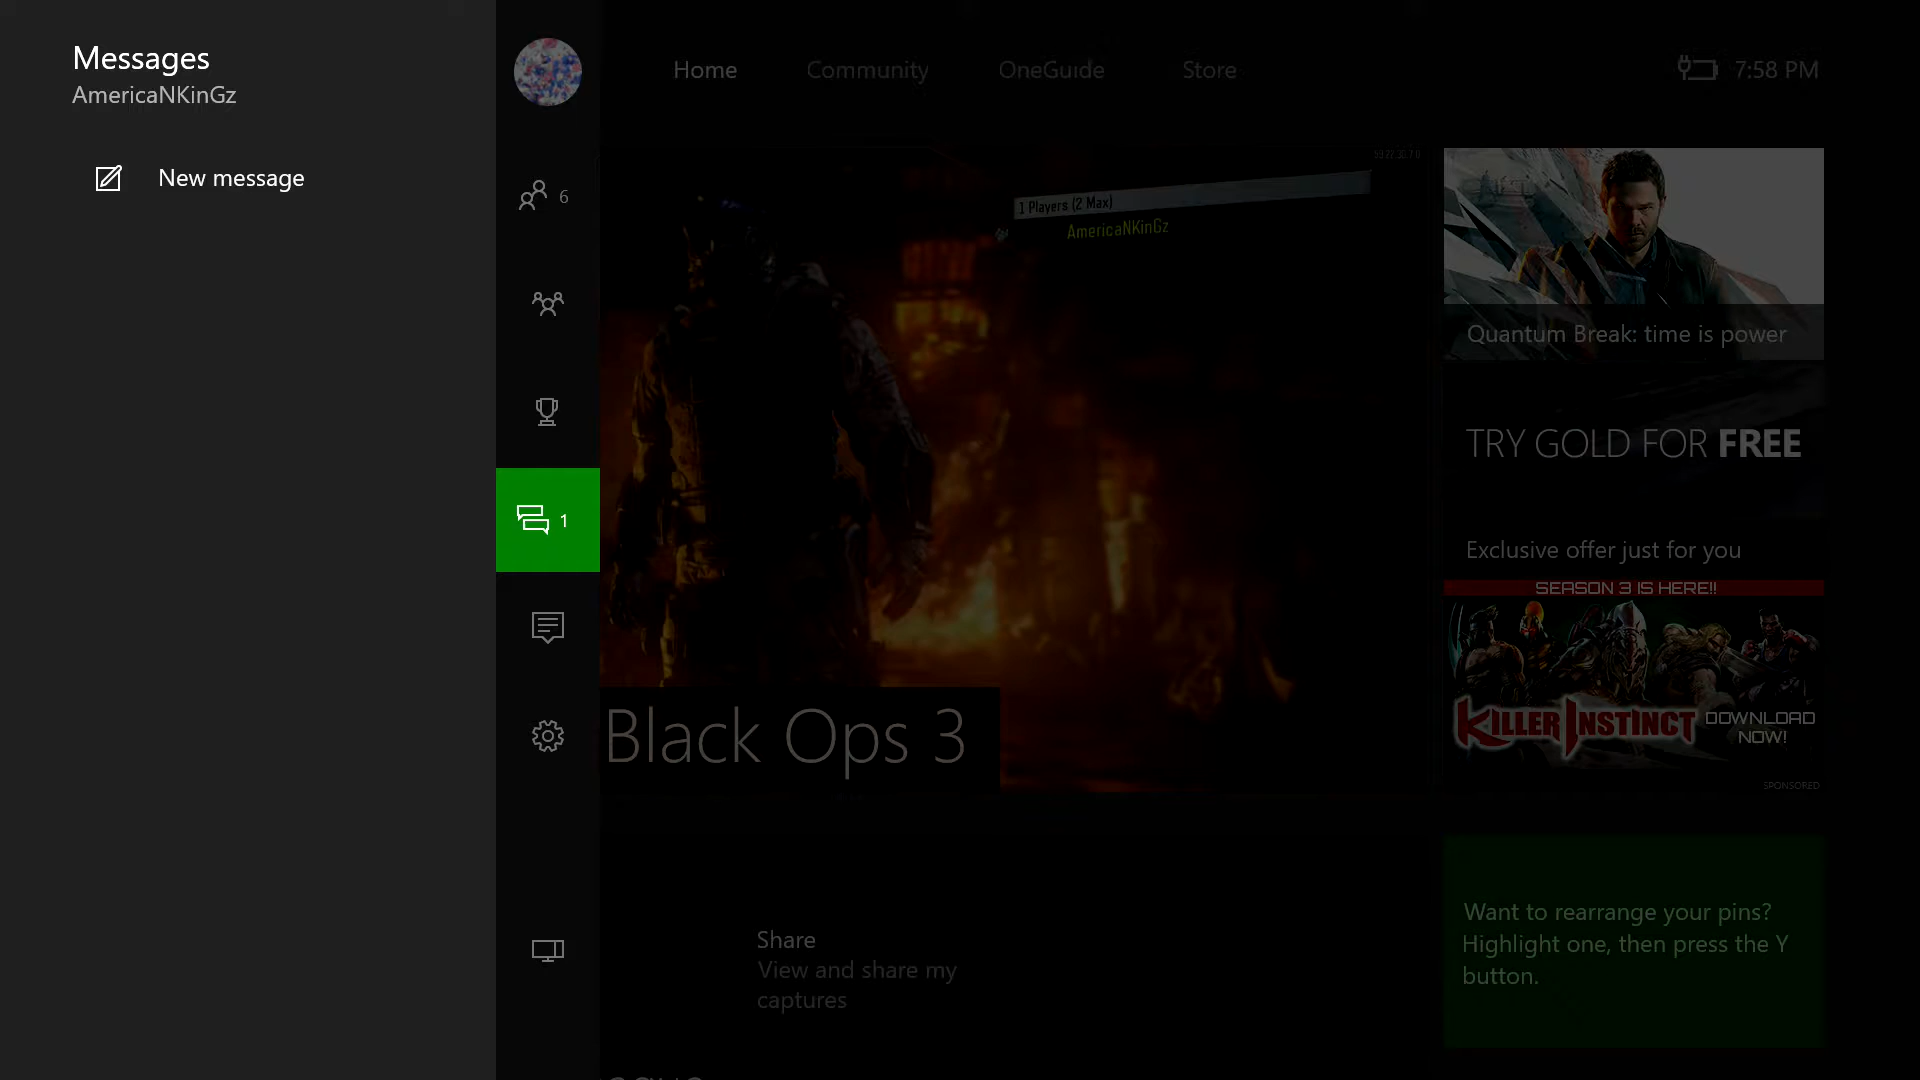 Messages
AmericaNKinGz
New message
6
1
Home
Community
OneGuide
Store
7:58 PM
1 Players (2 Max)
AmericaNKinGz
Black Ops 3
Quantum Break: time is power
TRY GOLD FOR FREE
Exclusive offer just for you
SEASON 3 IS HERE!!
KILLER INSTINCT
DOWNLOAD
NOW!
SPONSORED
Share
View and share my
captures
Want to rearrange your pins?
Highlight one, then press the Y
button.